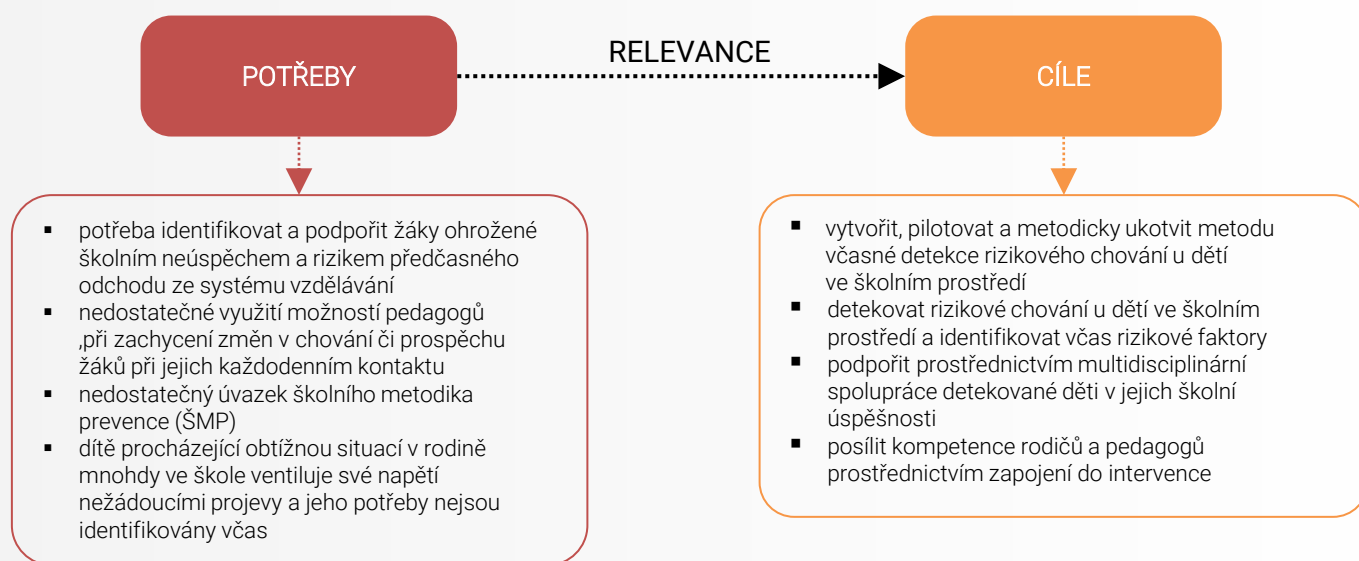 POTŘEBY
RELEVANCE
CÍLE
▪ potřeba identifikovat a podpořit žáky ohrožené
školním neúspěchem a rizikem předčasného
odchodu ze systému vzdělávání
▪ nedostatečné využití možností pedagogů
,při zachycení změn v chování či prospěchu
žáků při jejich každodenním kontaktu
▪ nedostatečný úvazek školního metodika
prevence (ŠMP)
▪ dítě procházející obtížnou situací v rodině
mnohdy ve škole ventiluje své napětí
nežádoucími projevy a jeho potřeby nejsou
identifikovány včas
▪ vytvořit, pilotovat a metodicky ukotvit metodu
včasné detekce rizikového chování u dětí
ve školním prostředí
▪ detekovat rizikové chování u dětí ve školním
prostředí a identifikovat včas rizikové faktory
▪ podpořit prostřednictvím multidisciplinární
spolupráce detekované děti v jejich školní
úspěšnosti
▪ posílit kompetence rodičů a pedagogů
prostřednictvím zapojení do intervence